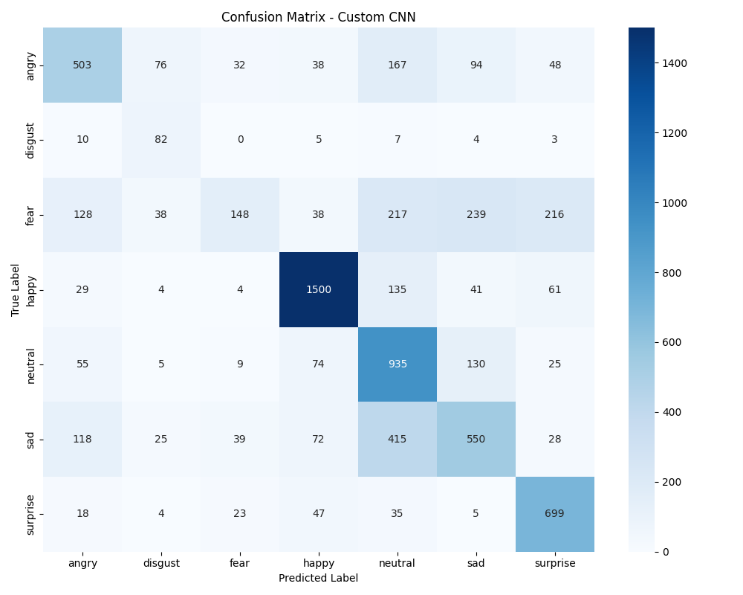 Confusion Matrix - Custom CNN
True Label
angry 503 76 32 38 167 94 48
disgust 10 82 0 5 7 4 3
fear 128 38 148 38 217 239 216
happy 29 4 4 1500 135 41 61
neutral 55 5 9 74 935 130 25
sad 118 25 39 72 415 550 28
surprise 18 4 23 47 35 5 699
angry disgust fear happy neutral sad surprise
Predicted Label
1400
1200
1000
800
600
400
200
0